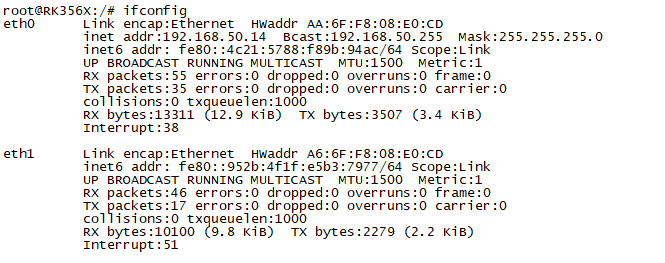 root@RK356X:/# ifconfig
eth0      Link encap:Ethernet  HWaddr AA:6F:F8:08:E0:CD
          inet addr:192.168.50.14  Bcast:192.168.50.255  Mask:255.255.255.0
          inet6 addr: fe80::4c21:5788:f89b:94ac/64 Scope:Link
          UP BROADCAST RUNNING MULTICAST  MTU:1500  Metric:1
          RX packets:55 errors:0 dropped:0 overruns:0 frame:0
          TX packets:35 errors:0 dropped:0 overruns:0 carrier:0
          collisions:0 txqueuelen:1000
          RX bytes:13311 (12.9 KiB)  TX bytes:3507 (3.4 KiB)
          Interrupt:38

eth1      Link encap:Ethernet  HWaddr A6:6F:F8:08:E0:CD
          inet6 addr: fe80::952b:4f1f:e5b3:7977/64 Scope:Link
          UP BROADCAST RUNNING MULTICAST  MTU:1500  Metric:1
          RX packets:46 errors:0 dropped:0 overruns:0 frame:0
          TX packets:17 errors:0 dropped:0 overruns:0 carrier:0
          collisions:0 txqueuelen:1000
          RX bytes:10100 (9.8 KiB)  TX bytes:2279 (2.2 KiB)
          Interrupt:51